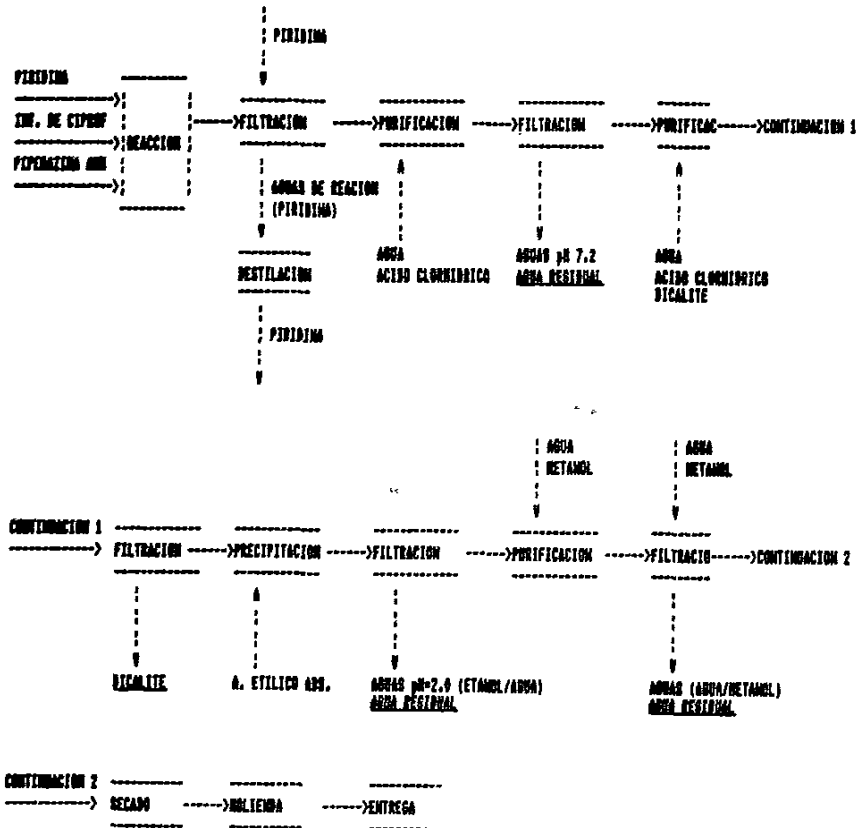 PIRIDINA
PIRIDINA
INT. DE CIPROF
PIPERAZINA ANH
REACCION
FILTRACION
PURIFICACION
FILTRACION
PURIFICAC
CONTINUACION 1
AGUAS DE REACION
(PIRIDINA)
DESTILACION
AGUA
ACIDO CLORHIDRICO
AGUAS pH 7.2
AGUA RESIDUAL
AGUA
ACIDO CLORHIDRICO
DICALITE
PIRIDINA
AGUA
METANOL
AGUA
METANOL
CONTINUACION 1
FILTRACION
PRECIPITACION
FILTRACION
PURIFICACION
FILTRACIO
CONTINUACION 2
DICALITE
A. ETILICO ABS.
AGUAS pH=2.0 (ETANOL/AGUA)
AGUA RESIDUAL
AGUAS (AGUA/METANOL)
AGUA RESIDUAL
CONTINUACION 2
SECADO
MOLIENDA
ENTREGA